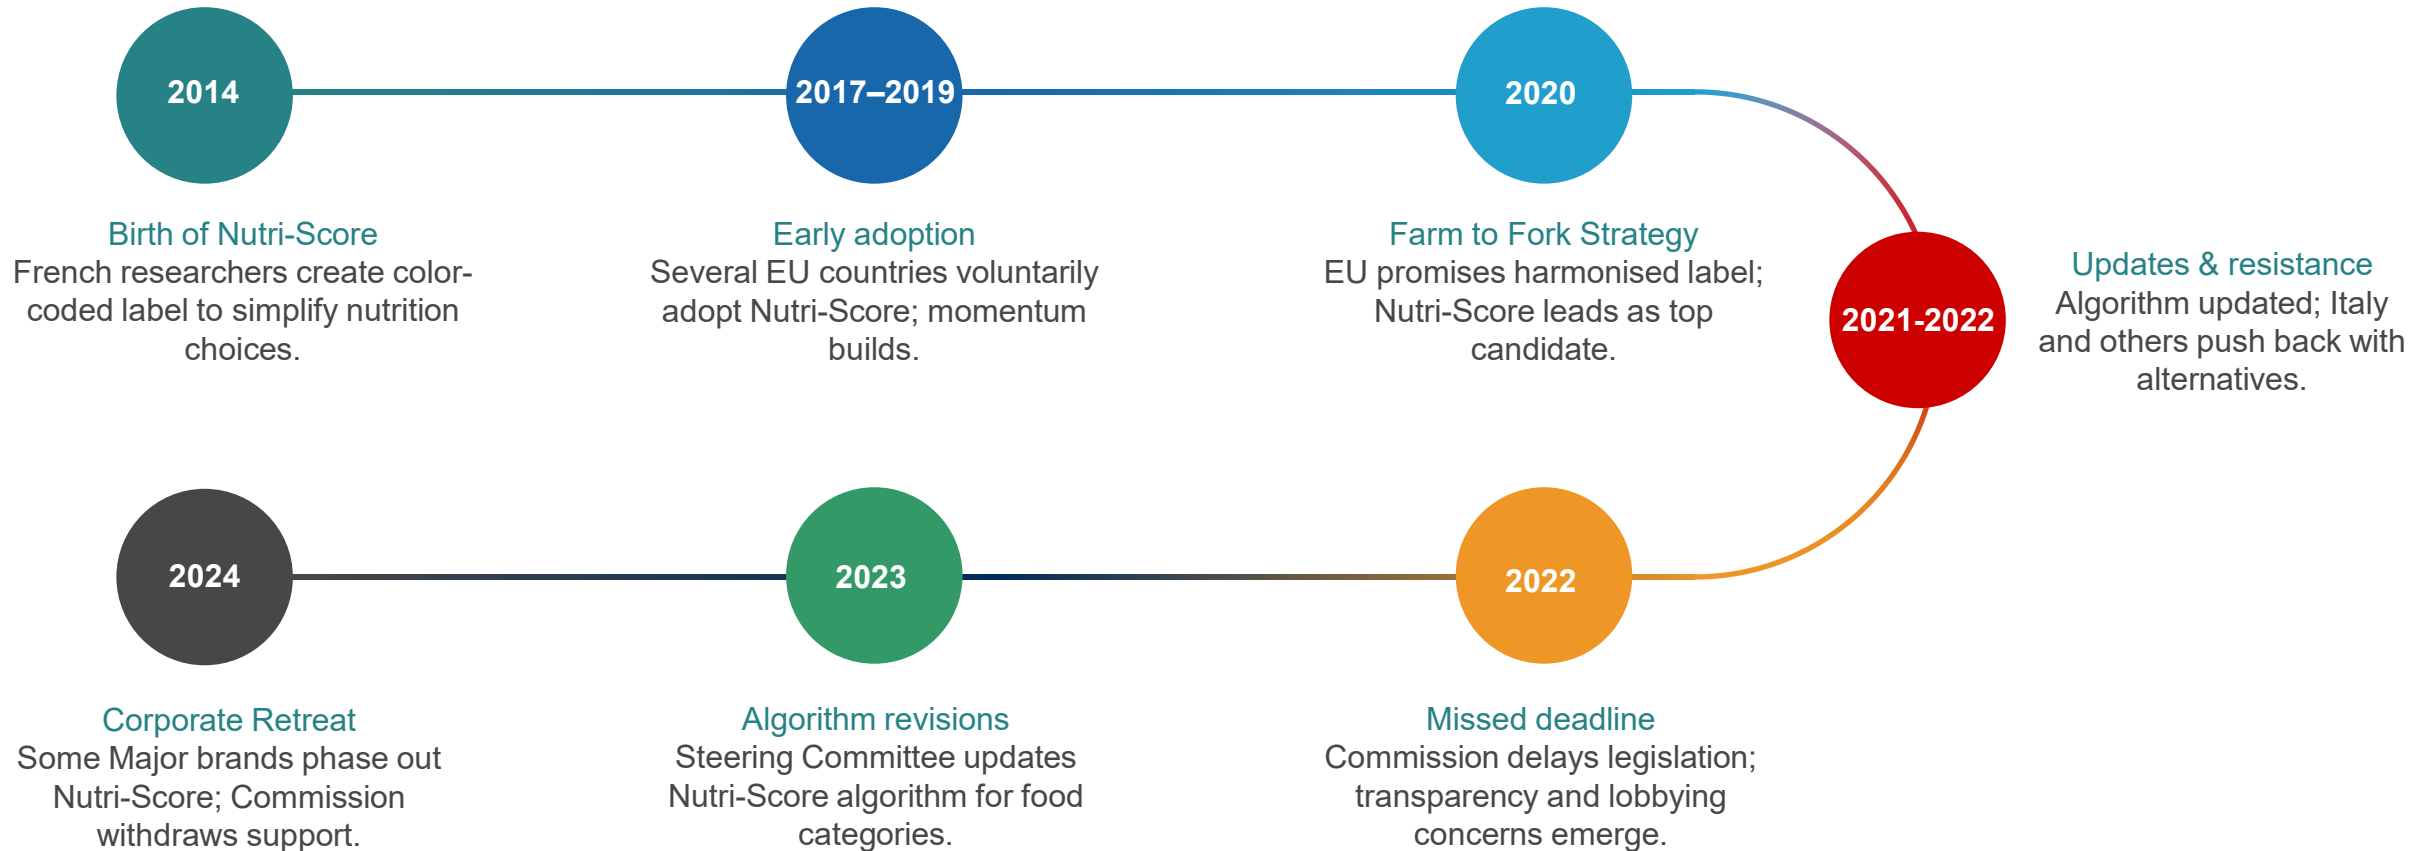 2014
Birth of Nutri-Score
French researchers create color-
coded label to simplify nutrition
choices.
2017–2019
Early adoption
Several EU countries voluntarily
adopt Nutri-Score; momentum
builds.
2020
Farm to Fork Strategy
EU promises harmonised label;
Nutri-Score leads as top
candidate.
2021-2022
Updates & resistance
Algorithm updated; Italy
and others push back with
alternatives.
2022
Missed deadline
Commission delays legislation;
transparency and lobbying
concerns emerge.
2023
Algorithm revisions
Steering Committee updates
Nutri-Score algorithm for food
categories.
2024
Corporate Retreat
Some Major brands phase out
Nutri-Score; Commission
withdraws support.